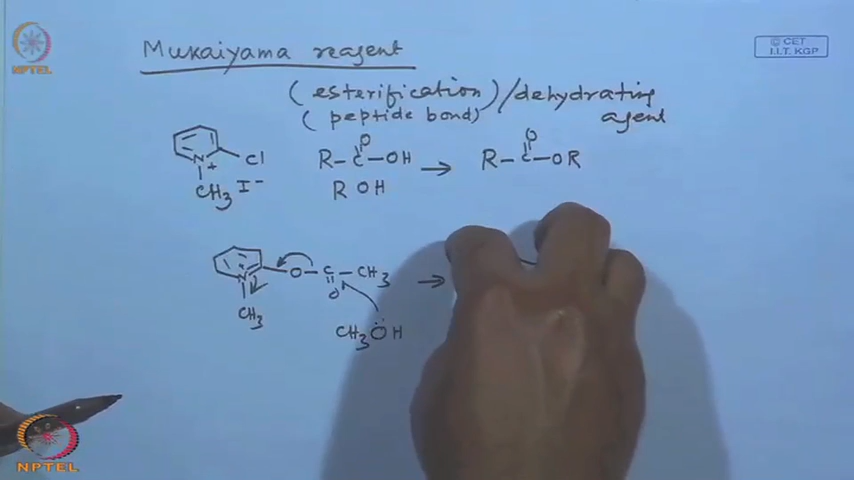 Mukaiyama reagent
© CET
I.I.T. KGP
(esterification)/dehydrating
(peptide bond) agent
N + Cl
CH3 I−
R−C−OH → R−C−OR
O O
ROH
N + O−C−CH3 →
O
CH3
CH3ÖH
NPTEL
NPTEL